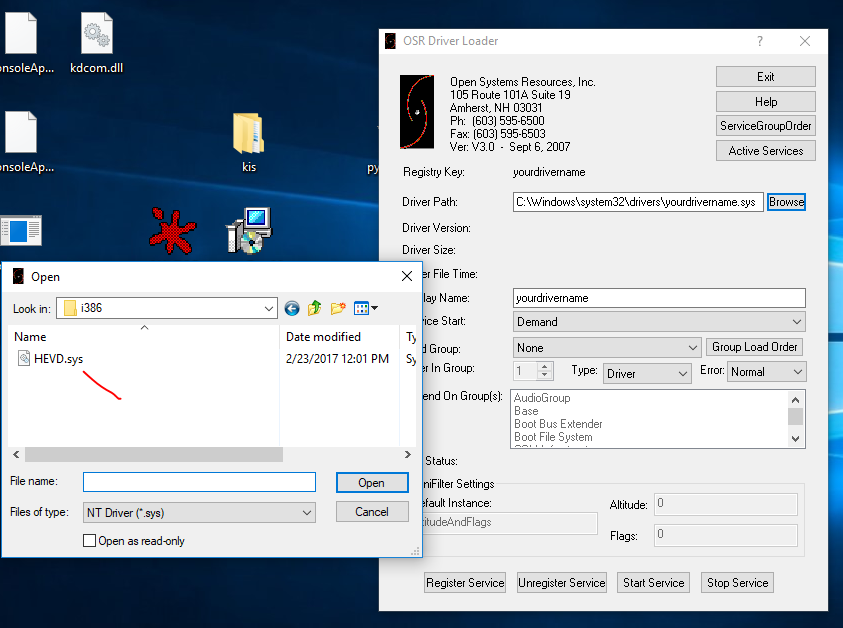 onsoleAp...
kdcom.dll
onsoleAp...
kis
py
OSR Driver Loader
?
Open Systems Resources, Inc.
105 Route 101A Suite 19
Amherst, NH 03031
Ph: (603) 595-6500
Fax: (603) 595-6503
Ver: V3.0 - Sept 6, 2007
Exit
Help
ServiceGroupOrder
Active Services
Registry Key: yourdrivername
Driver Path: C:\Windows\system32\drivers\yourdrivername.sys Browse
Driver Version:
Driver Size:
er File Time:
lay Name: yourdrivername
ice Start: Demand
d Group: None Group Load Order
er In Group: 1 Type: Driver Error: Normal
end On Group(s): AudioGroup
Base
Boot Bus Extender
Boot File System
Status:
niFilter Settings
efault Instance:
titudeAndFlags
Altitude: 0
Flags: 0
Register Service Unregister Service Start Service Stop Service
Open
Look in: i386
Name Date modified Ty
HEVD.sys 2/23/2017 12:01 PM Sy
File name: Open
Files of type: NT Driver (*.sys) Cancel
Open as read-only